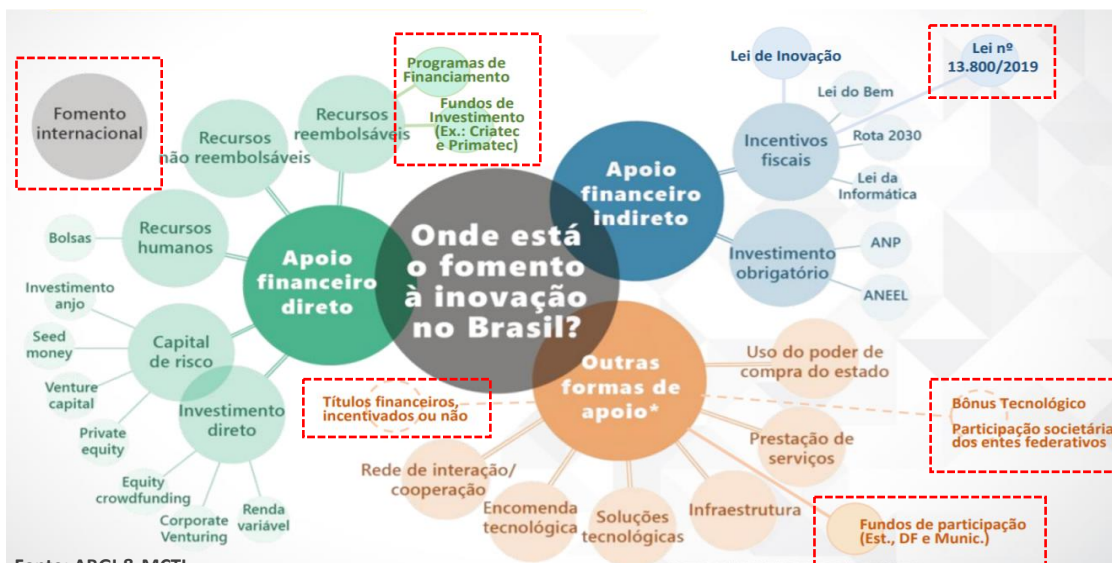 Fomento
internacional
Recursos
não reembolsáveis
Recursos
reembolsáveis
Programas de
Financiamento
Fundos de
Investimento
(Ex.: Criatec
e Primatec)
Recursos
humanos
Bolsas
Apoio
financeiro
direto
Investimento
anjo
Seed
money
Venture
capital
Private
equity
Capital
de risco
Investimento
direto
Equity
crowdfunding
Corporate
Venturing
Renda
variável
Onde está
o fomento
à inovação
no Brasil?
Apoio
financeiro
indireto
Lei de Inovação
Lei nº
13.800/2019
Lei do Bem
Incentivos
fiscais
Rota 2030
Lei da
Informática
Investimento
obrigatório
ANP
ANEEL
Outras
formas de
apoio*
Títulos financeiros,
incentivados ou não
Uso do poder de
compra do estado
Bônus Tecnológico
Participação societária
dos entes federativos
Prestação de
serviços
Rede de interação/
cooperação
Encomenda
tecnológica
Soluções
tecnológicas
Infraestrutura
Fundos de participação
(Est., DF e Munic.)